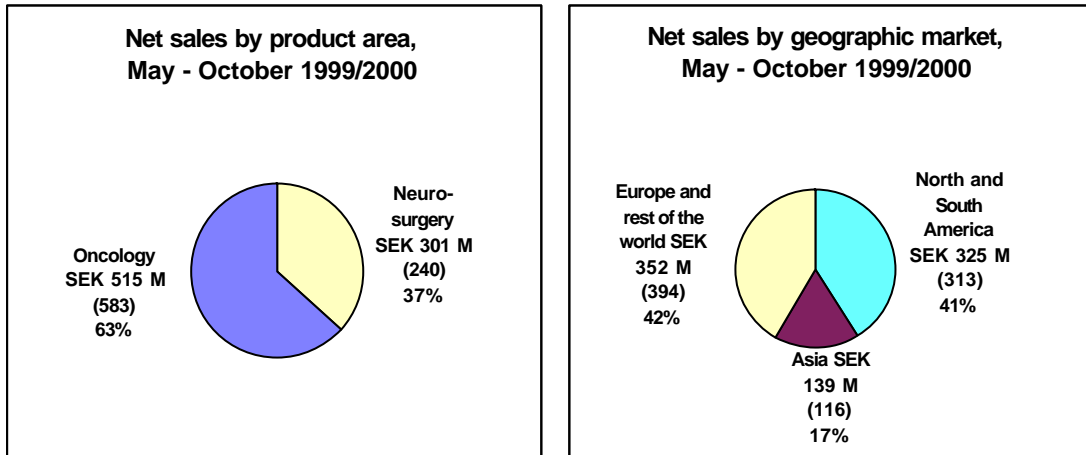 Net sales by product area,
May - October 1999/2000
Oncology
SEK 515 M
(583)
63%
Neuro-
surgery
SEK 301 M
(240)
37%
Net sales by geographic market,
May - October 1999/2000
Europe and
rest of the
world SEK
352 M
(394)
42%
North and
South
America
SEK 325 M
(313)
41%
Asia SEK
139 M
(116)
17%